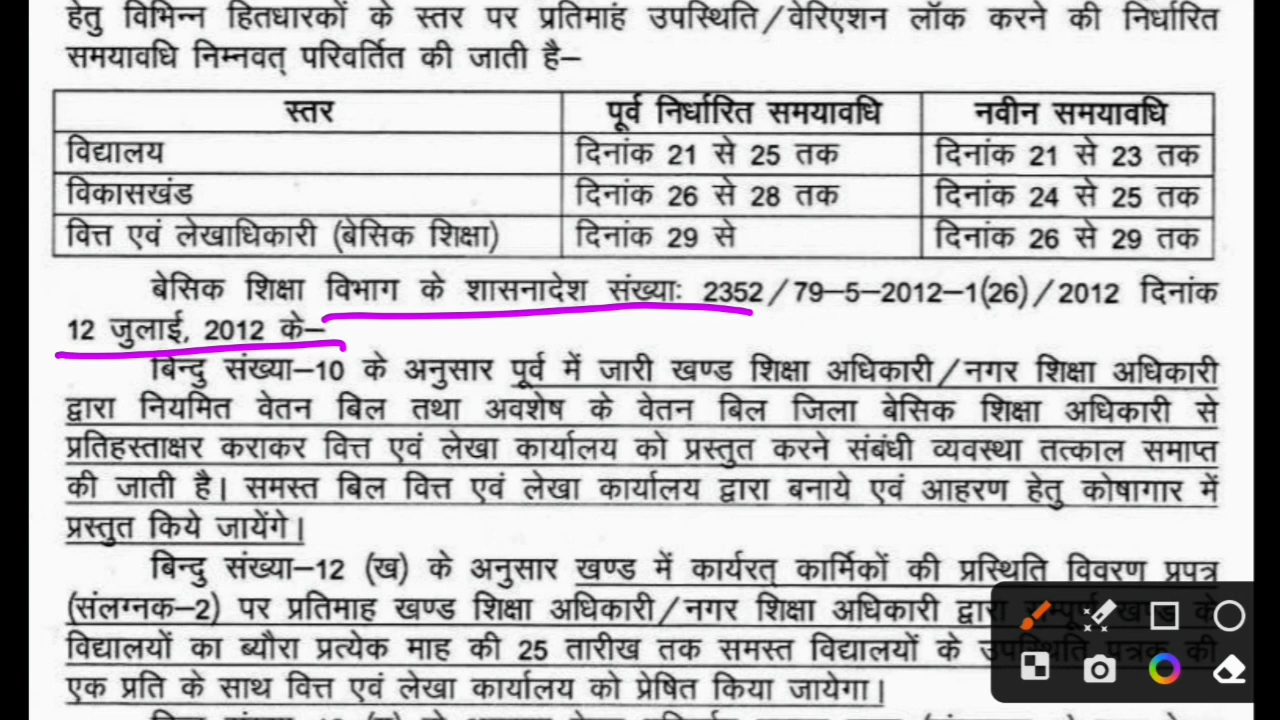 हेतु विभिन्न हितधारकों के स्तर पर प्रतिमाहं उपस्थिति/वेरिएशन लॉक करने की निर्धारित
समयावधि निम्नवत् परिवर्तित की जाती है–
स्तर पूर्व निर्धारित समयावधि नवीन समयावधि
विद्यालय दिनांक 21 से 25 तक दिनांक 21 से 23 तक
विकासखंड दिनांक 26 से 28 तक दिनांक 24 से 25 तक
वित्त एवं लेखाधिकारी (बेसिक शिक्षा) दिनांक 29 से दिनांक 26 से 29 तक
बेसिक शिक्षा विभाग के शासनादेश संख्याः 2352/79–5–2012–1(26)/2012 दिनांक
12 जुलाई, 2012 के–
बिन्दु संख्या–10 के अनुसार पूर्व में जारी खण्ड शिक्षा अधिकारी/नगर शिक्षा अधिकारी
द्वारा नियमित वेतन बिल तथा अवशेष के वेतन बिल जिला बेसिक शिक्षा अधिकारी से
प्रतिहस्ताक्षर कराकर वित्त एवं लेखा कार्यालय को प्रस्तुत करने संबंधी व्यवस्था तत्काल समाप्त
की जाती है। समस्त बिल वित्त एवं लेखा कार्यालय द्वारा बनाये एवं आहरण हेतु कोषागार में
प्रस्तुत किये जायेंगे।
बिन्दु संख्या–12 (ख) के अनुसार खण्ड में कार्यरत् कार्मिकों की प्रस्थिति विवरण प्रपत्र
(संलग्नक–2) पर प्रतिमाह खण्ड शिक्षा अधिकारी/नगर शिक्षा अधिकारी द्वारा सम्पूर्ण खण्ड के
विद्यालयों का ब्यौरा प्रत्येक माह की 25 तारीख तक समस्त विद्यालयों के उपस्थिति पत्रक की
एक प्रति के साथ वित्त एवं लेखा कार्यालय को प्रेषित किया जायेगा।